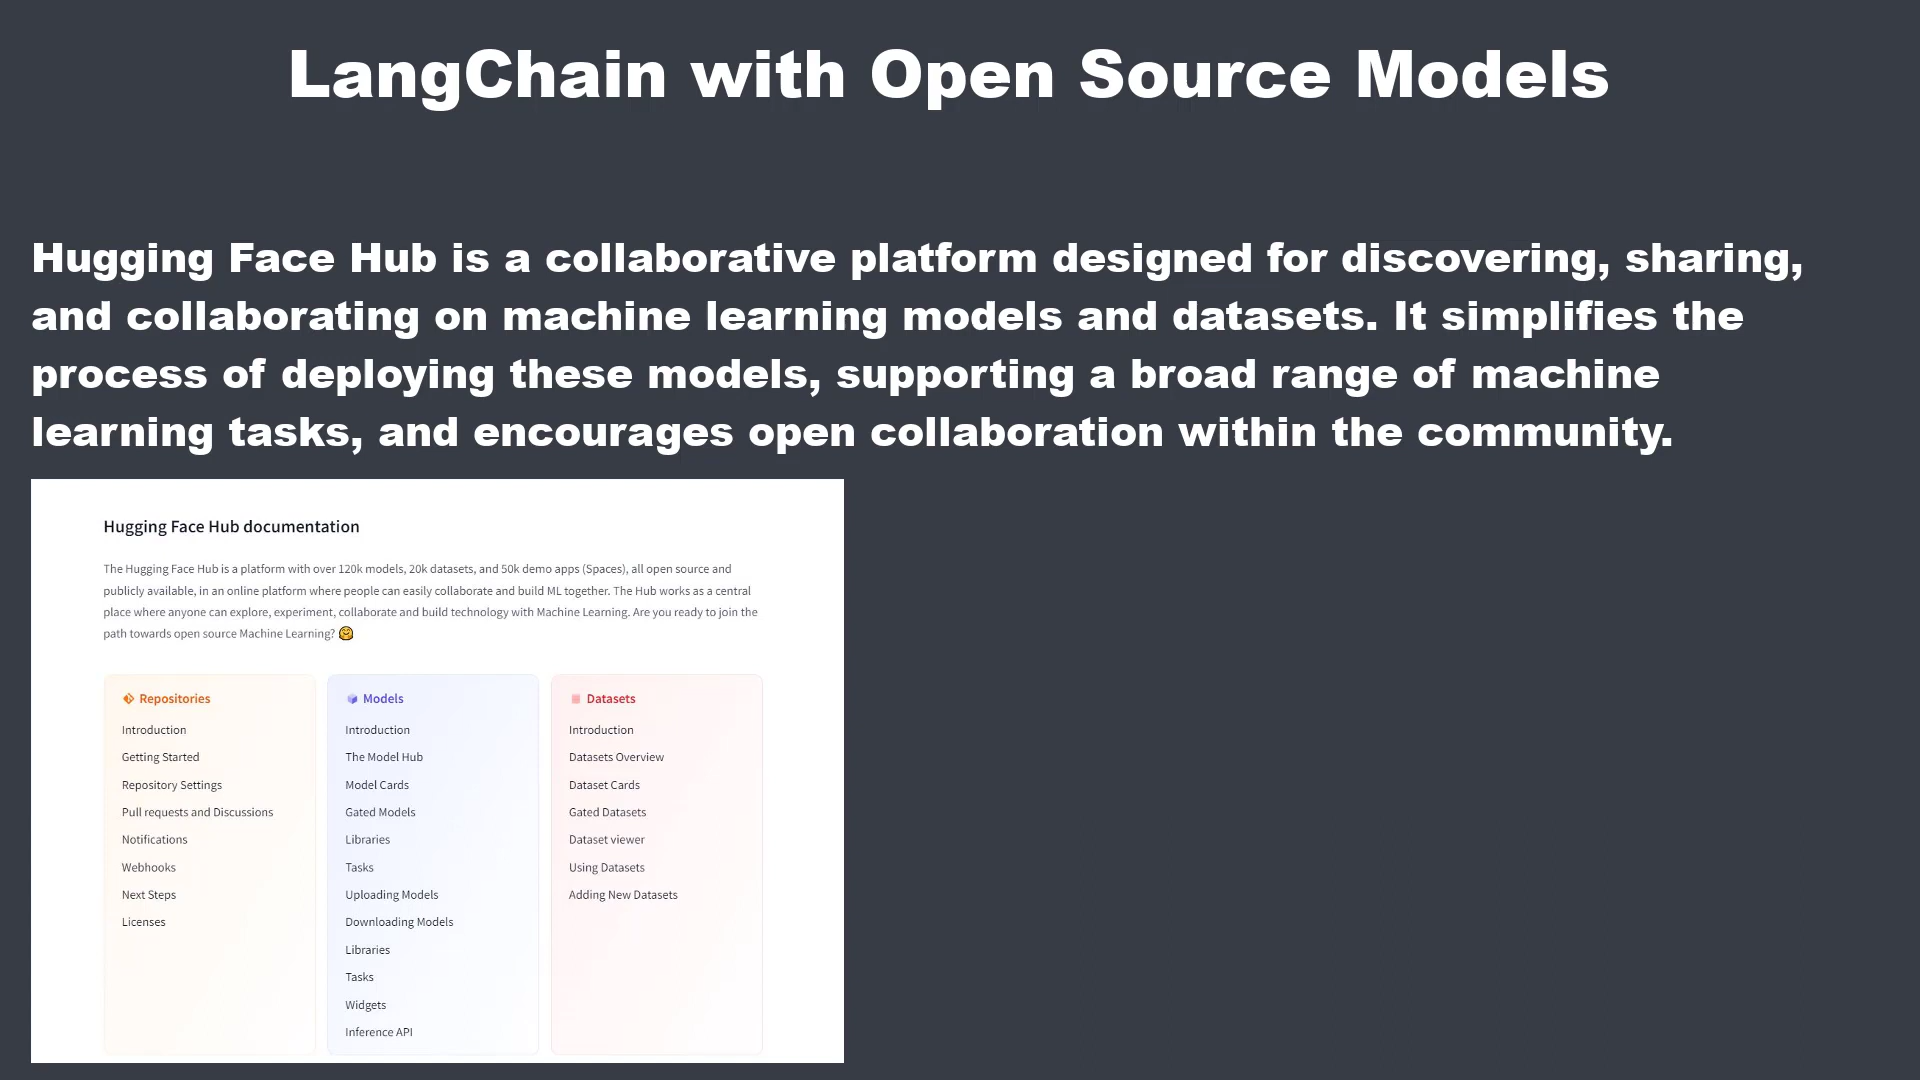 LangChain with Open Source Models
Hugging Face Hub is a collaborative platform designed for discovering, sharing,
and collaborating on machine learning models and datasets. It simplifies the
process of deploying these models, supporting a broad range of machine
learning tasks, and encourages open collaboration within the community.
Hugging Face Hub documentation
The Hugging Face Hub is a platform with over 120k models, 20k datasets, and 50k demo apps (Spaces), all open source and
publicly available, in an online platform where people can easily collaborate and build ML together. The Hub works as a central
place where anyone can explore, experiment, collaborate and build technology with Machine Learning. Are you ready to join the
path towards open source Machine Learning? 🤗
Repositories
Introduction
Getting Started
Repository Settings
Pull requests and Discussions
Notifications
Webhooks
Next Steps
Licenses
Models
Introduction
The Model Hub
Model Cards
Gated Models
Libraries
Tasks
Uploading Models
Downloading Models
Libraries
Tasks
Widgets
Inference API
Datasets
Introduction
Datasets Overview
Dataset Cards
Gated Datasets
Dataset viewer
Using Datasets
Adding New Datasets